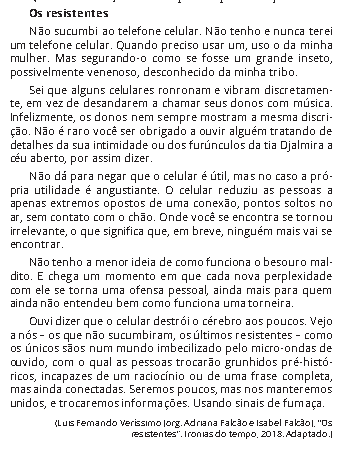 Os resistentes
Não sucumbi ao telefone celular. Não tenho e nunca terei
um telefone celular. Quando preciso usar um, uso o da minha
mulher. Mas segurando-o como se fosse um grande inseto,
possivelmente venenoso, desconhecido da minha tribo.
Sei que alguns celulares ronronam e vibram discretamen-
te, em vez de desandarem a chamar seus donos com música.
Infelizmente, os donos nem sempre mostram a mesma discri-
ção. Não é raro você ser obrigado a ouvir alguém tratando de
detalhes da sua intimidade ou dos furúnculos da tia Djalmira a
céu aberto, por assim dizer.
Não dá para negar que o celular é útil, mas no caso a pró-
pria utilidade é angustiante. O celular reduziu as pessoas a
apenas extremos opostos de uma conexão, pontos soltos no
ar, sem contato com o chão. Onde você se encontra se tornou
irrelevante, o que significa que, em breve, ninguém mais vai se
encontrar.
Não tenho a menor ideia de como funciona o besouro mal-
dito. E chega um momento em que cada nova perplexidade
com ele se torna uma ofensa pessoal, ainda mais para quem
ainda não entendeu bem como funciona uma torneira.
Ouvi dizer que o celular destrói o cérebro aos poucos. Vejo
a nós – os que não sucumbiram, os últimos resistentes – como
os únicos sãos num mundo imbecilizado pelo micro-ondas de
ouvido, com o qual as pessoas trocarão grunhidos pré-histó-
ricos, incapazes de um raciocínio ou de uma frase completa,
mas ainda conectadas. Seremos poucos, mas nos manteremos
unidos, e trocaremos informações. Usando sinais de fumaça.
(Luis Fernando Verissimo [org. Adriana Falcão e Isabel Falcão], “Os
resistentes”. Ironias do tempo, 2018. Adaptado.)